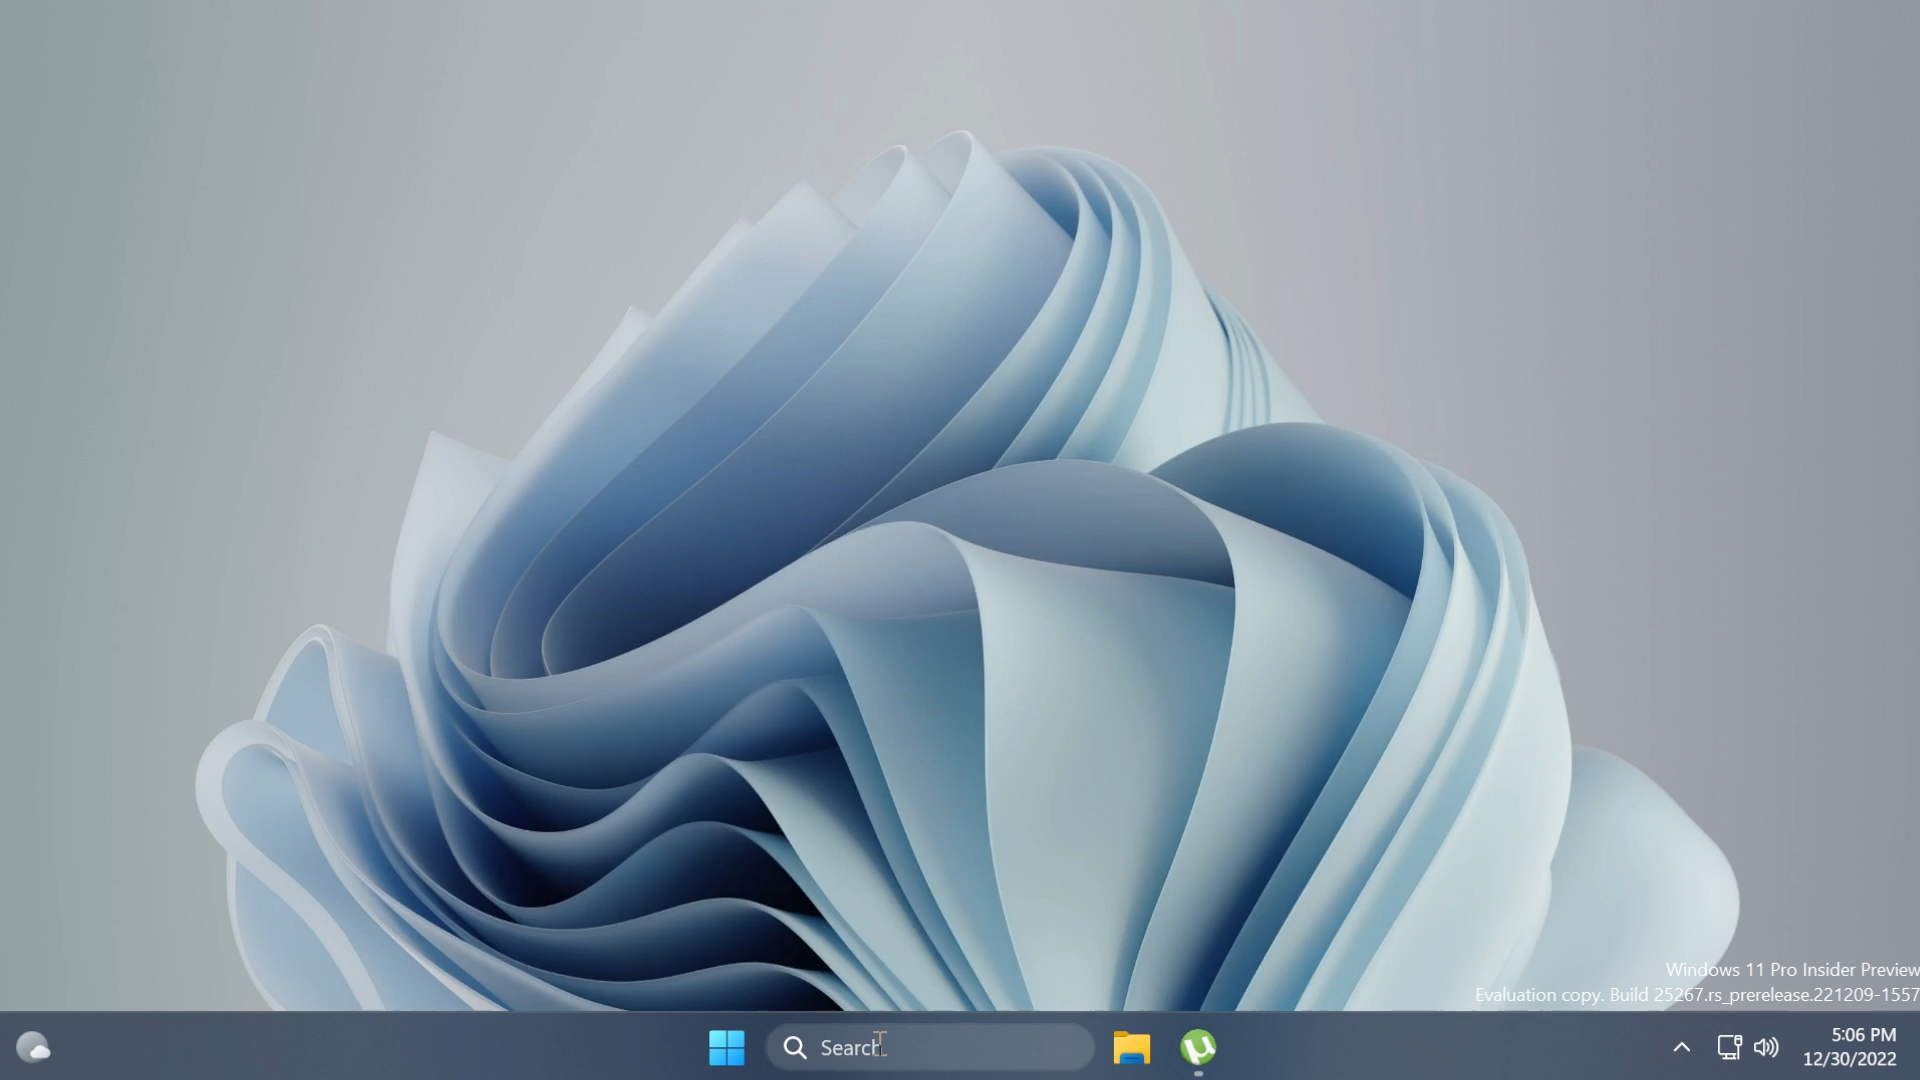 Windows 11 Pro Insider Preview
Evaluation copy. Build 25267.rs_prerelease.221209-1557
Search
5:06 PM
12/30/2022